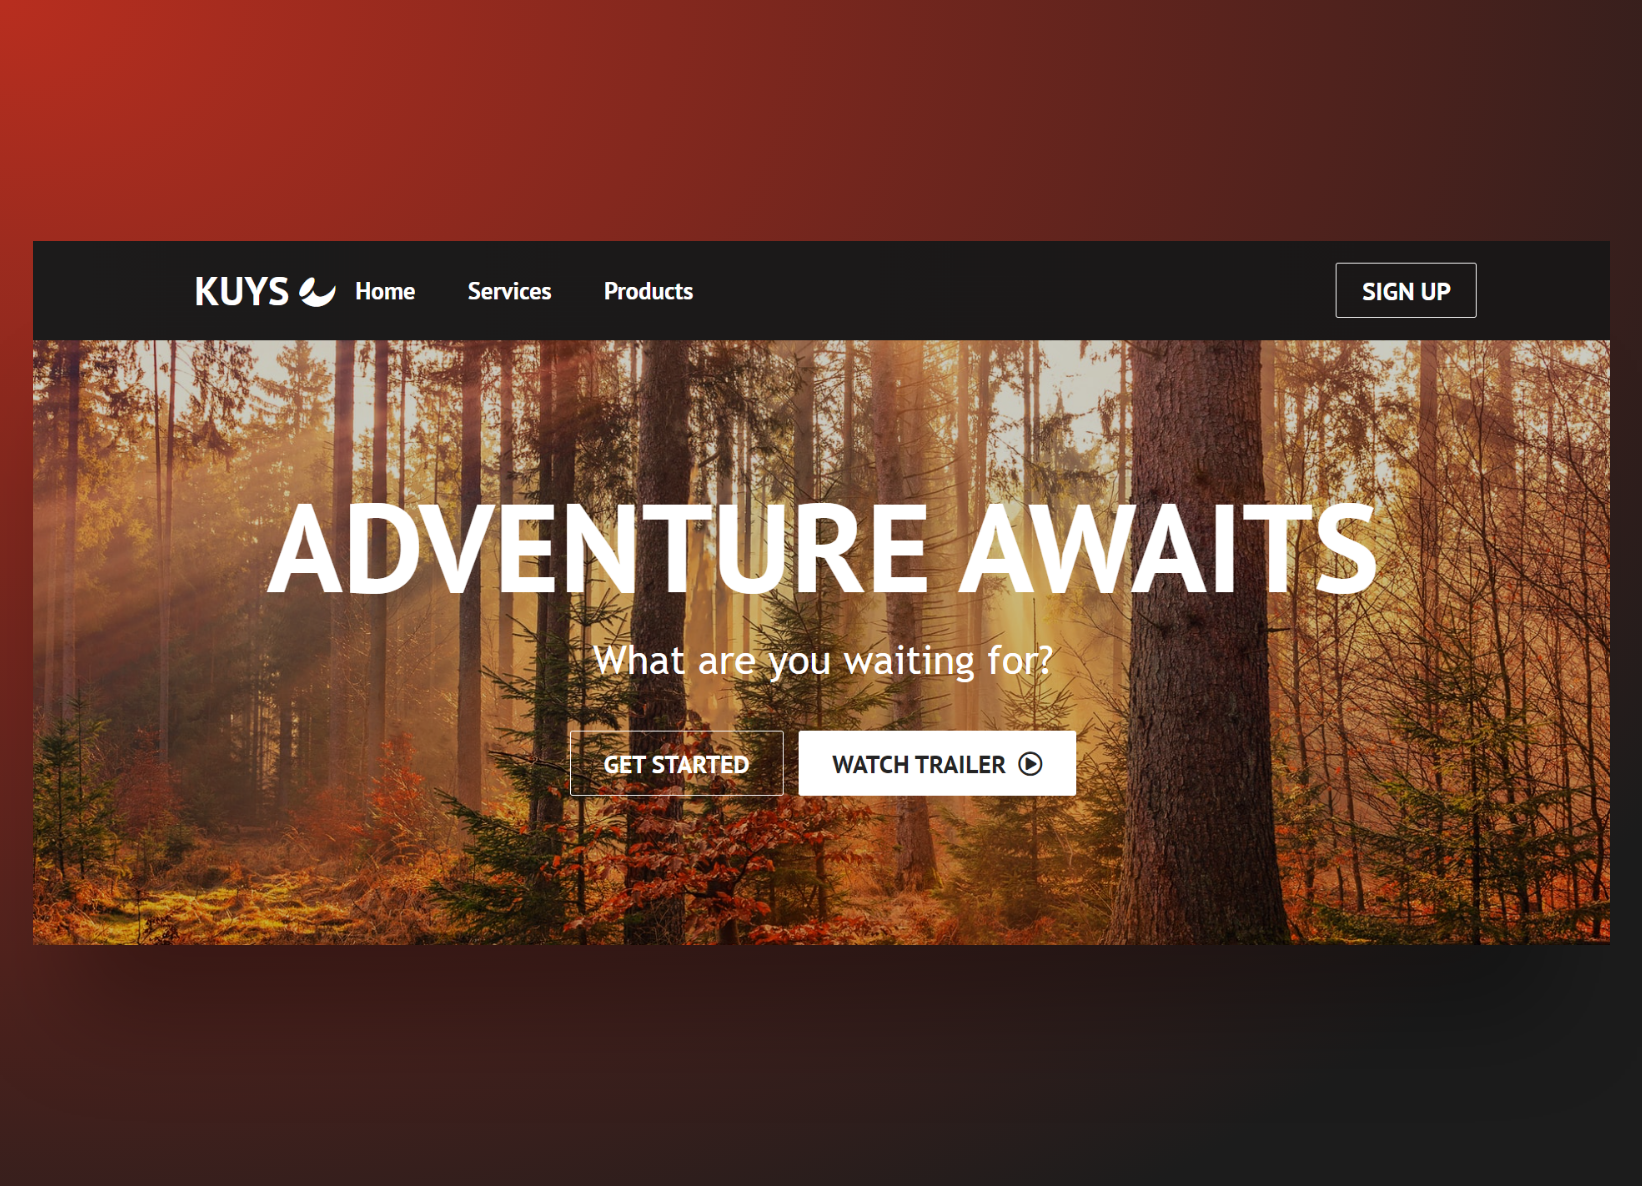 KUYS Home Services Products SIGN UP
ADVENTURE AWAITS
What are you waiting for?
GET STARTED WATCH TRAILER